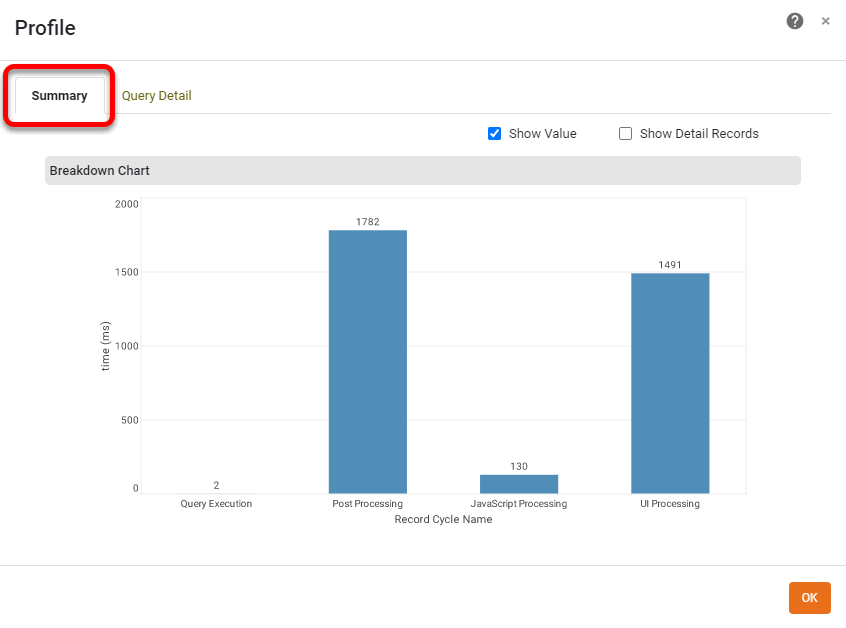 Profile
? ×
Summary Query Detail
Show Value Show Detail Records
Breakdown Chart
2000
1782
1500
1491
time (ms)
1000
500
130
2
0
Query Execution Post Processing JavaScript Processing UI Processing
Record Cycle Name
OK